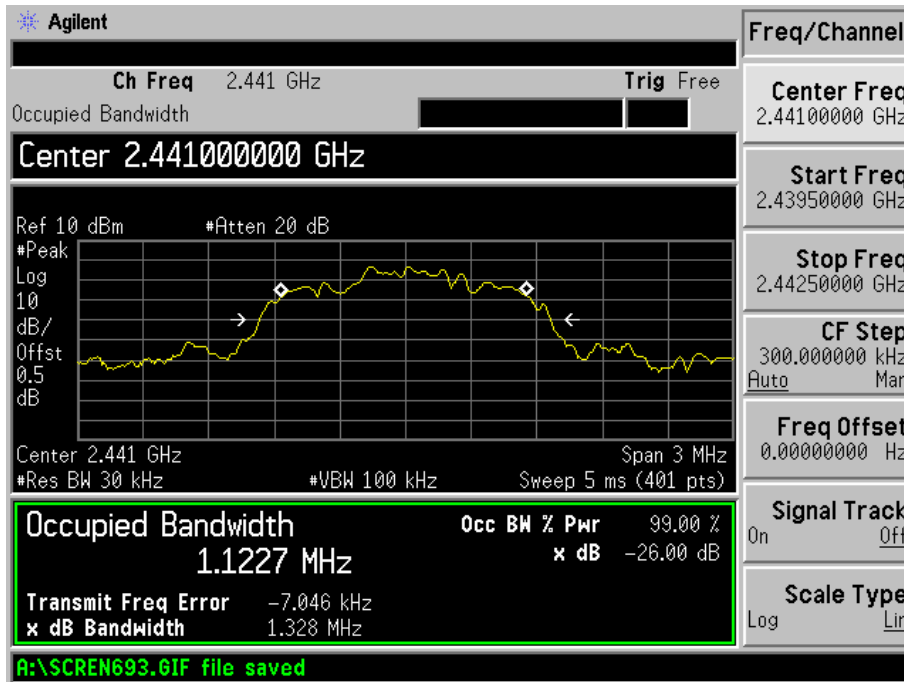 Agilent
Freq/Channel
Ch Freq 2.441 GHz Trig Free
Occupied Bandwidth
Center 2.441000000 GHz
Ref 10 dBm #Atten 20 dB
#Peak
Log
10
dB/
Offst
0.5
dB
Center 2.441 GHz Span 3 MHz
#Res BW 30 kHz #VBW 100 kHz Sweep 5 ms (401 pts)
Occupied Bandwidth Occ BW % Pwr 99.00 %
1.1227 MHz x dB -26.00 dB
Transmit Freq Error -7.046 kHz
x dB Bandwidth 1.328 MHz
A:\SCREN693.GIF file saved
Center Freq
2.44100000 GHz
Start Freq
2.43950000 GHz
Stop Freq
2.44250000 GHz
CF Step
300.000000 kHz
Auto Man
Freq Offset
0.00000000 Hz
Signal Track
On Off
Scale Type
Log Lin